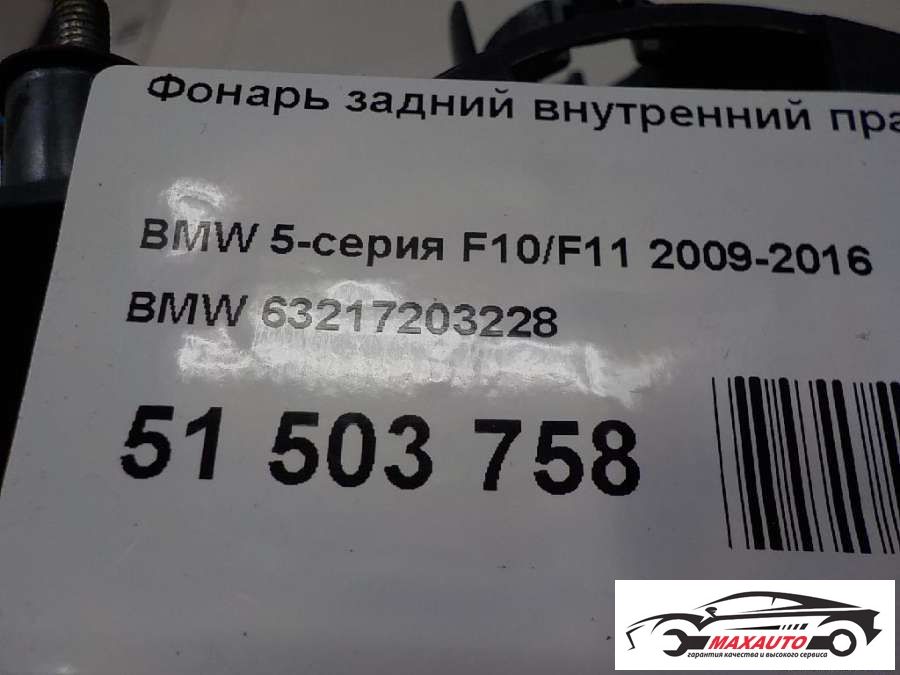 Фонарь задний внутренний пра
BMW 5-серия F10/F11 2009-2016
BMW 63217203228
51 503 758
MAXAUTO
гарантия качества и высокого сервиса